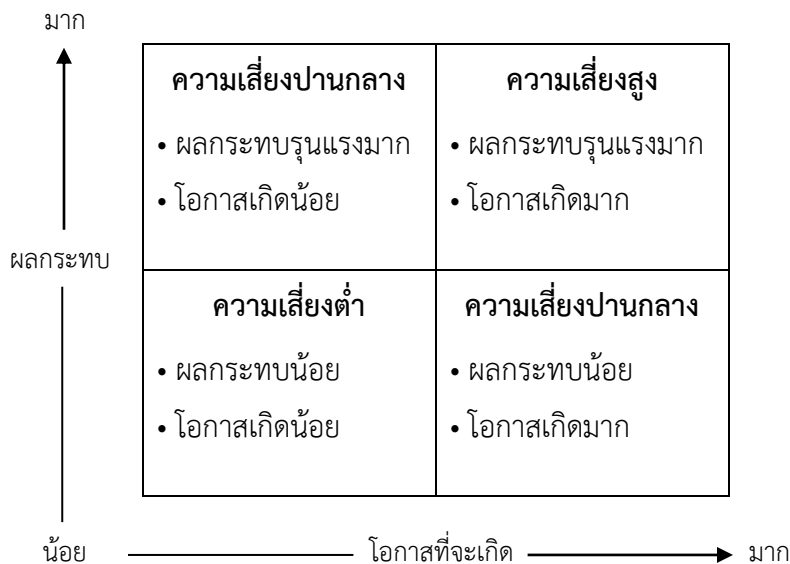 มาก
ความเสี่ยงปานกลาง
• ผลกระทบรุนแรงมาก
• โอกาสเกิดน้อย
ความเสี่ยงสูง
• ผลกระทบรุนแรงมาก
• โอกาสเกิดมาก
ผลกระทบ
ความเสี่ยงต่ำ
• ผลกระทบน้อย
• โอกาสเกิดน้อย
ความเสี่ยงปานกลาง
• ผลกระทบน้อย
• โอกาสเกิดมาก
น้อย
โอกาสที่จะเกิด
มาก